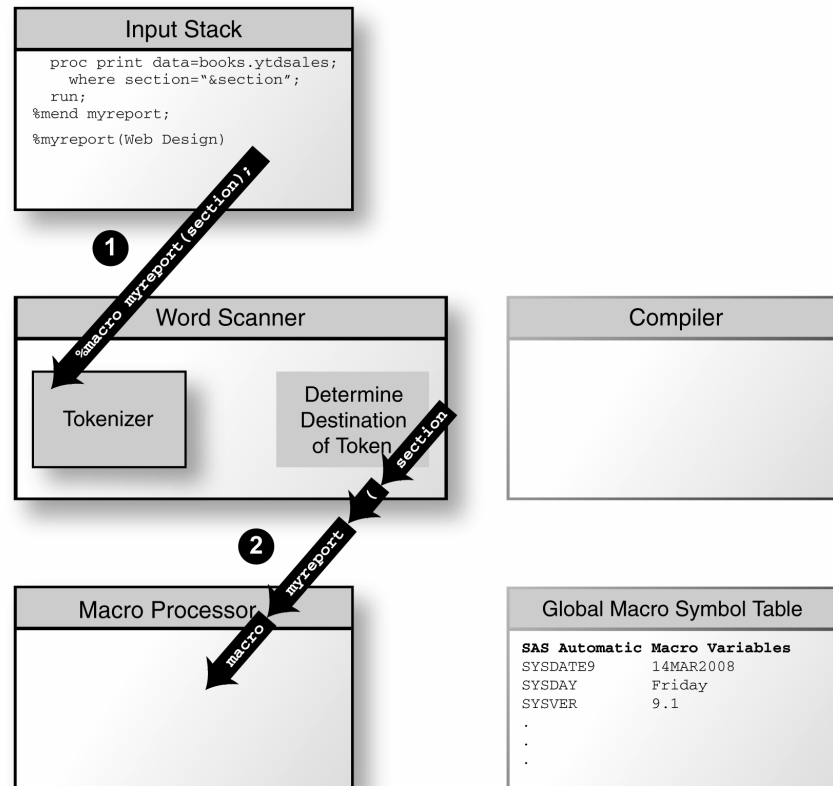 Input Stack
proc print data=books.ytdsales;
where section=“&section”;
run;
%mend myreport;
%myreport(Web Design)
%macro myreport(section);
1
Word Scanner
Tokenizer
Determine
Destination
of Token
section
(
myreport
macro
2
Compiler
Macro Processor
Global Macro Symbol Table
SAS Automatic Macro Variables
SYSDATE9 14MAR2008
SYSDAY Friday
SYSVER 9.1
.
.
.